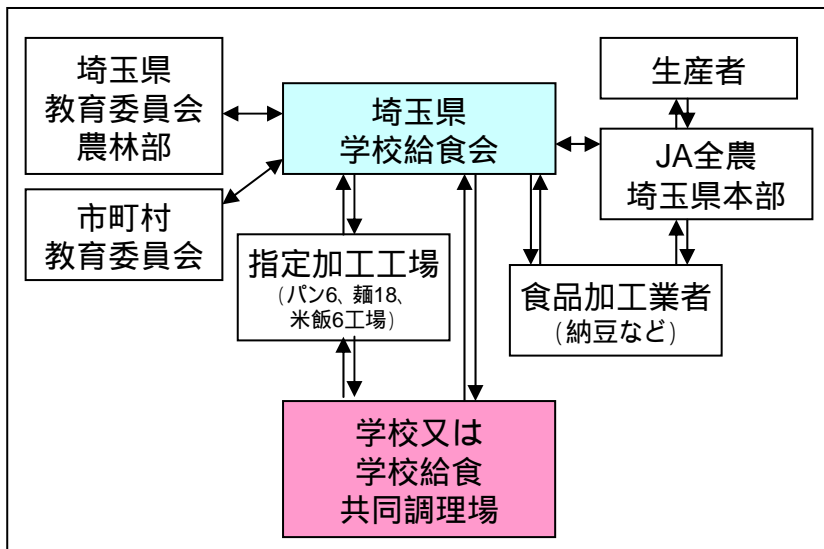 埼玉県
教育委員会
農林部
市町村
教育委員会
埼玉県
学校給食会
生産者
JA全農
埼玉県本部
指定加工工場
（パン6、麺18、
米飯6工場）
食品加工業者
（納豆など）
学校又は
学校給食
共同調理場